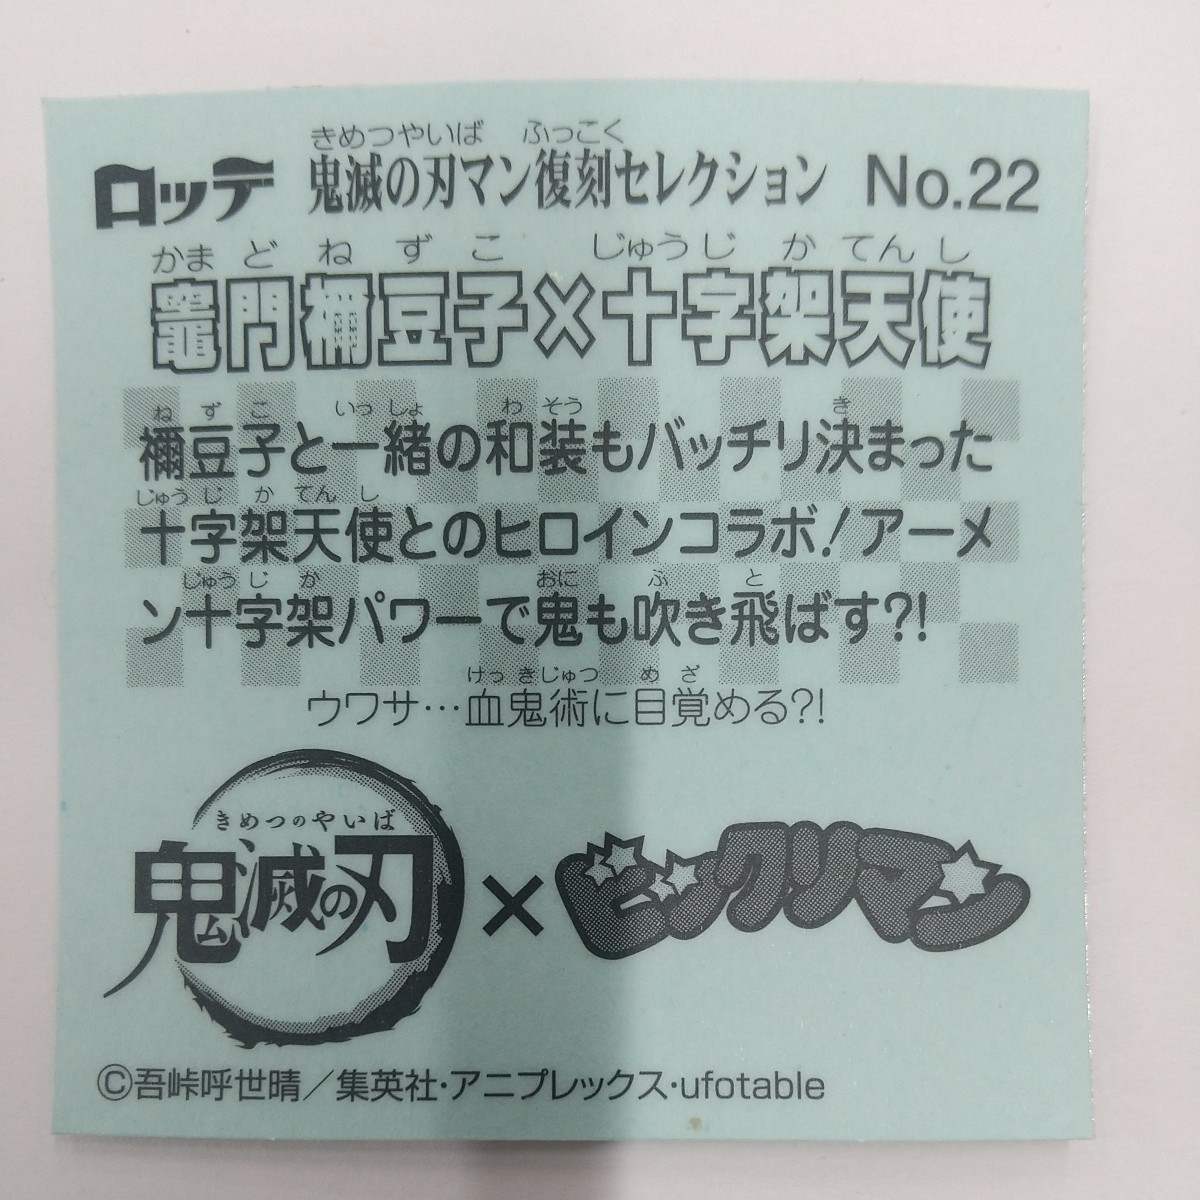 きめつやいば ふっこく
ロッテ 鬼滅の刃マン復刻セレクション No.22
かまどねずこ じゅうじかてんし
竈門禰豆子×十字架天使
ねずこ いっしょ わそう き
禰豆子と一緒の和装もバッチリ決まった
じゅうじかてんし
十字架天使とのヒロインコラボ!アーメ
じゅうじか おに ふ と
ン十字架パワーで鬼も吹き飛ばす?!
けっきじゅつ めざ
ウワサ…血鬼術に目覚める?!
きめつのやいば
鬼滅の刃 × ビックリマン
©吾峠呼世晴/集英社・アニプレックス・ufotable